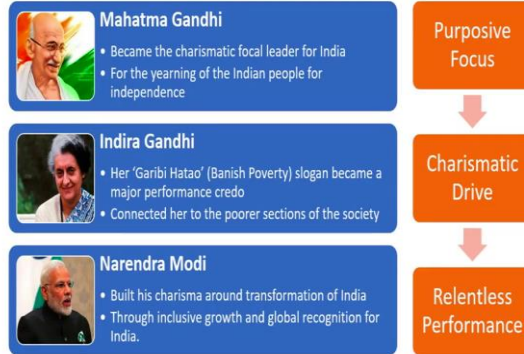 Mahatma Gandhi
• Became the charismatic focal leader for India
• For the yearning of the Indian people for
independence
Purposive
Focus
Indira Gandhi
• Her ‘Garibi Hatao’ (Banish Poverty) slogan became a
major performance credo
• Connected her to the poorer sections of the society
Charismatic
Drive
Narendra Modi
• Built his charisma around transformation of India
• Through inclusive growth and global recognition for
India.
Relentless
Performance